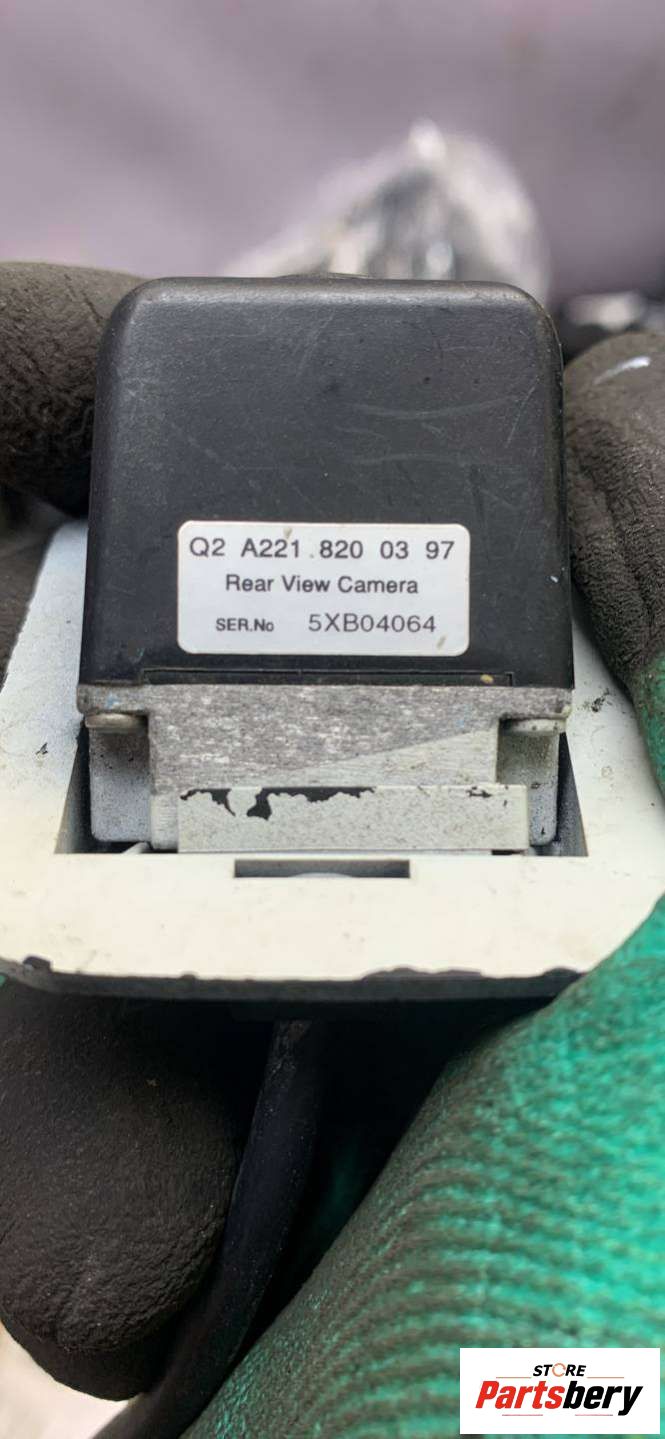 Q2 A221 820 03 97
Rear View Camera
SER.No 5XB04064
STORE
Partsbery